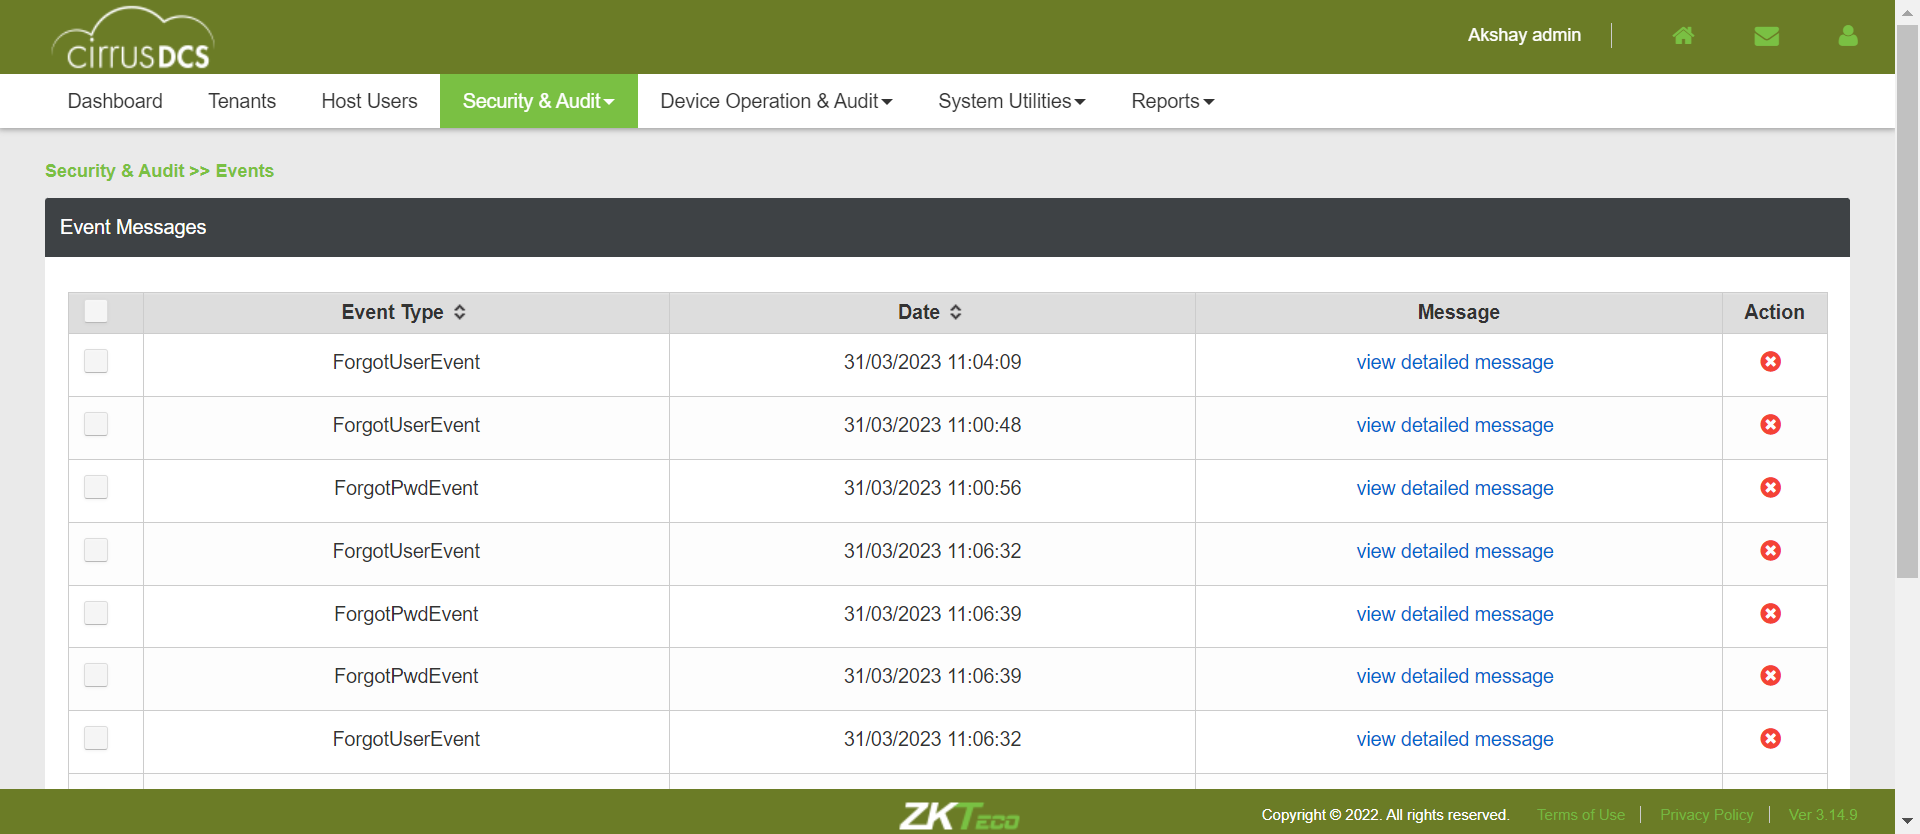 cirrusDCS
Akshay admin
Dashboard Tenants Host Users Security & Audit Device Operation & Audit System Utilities Reports
Security & Audit >> Events
Event Messages
Event Type Date Message Action
ForgotUserEvent 31/03/2023 11:04:09 view detailed message
ForgotUserEvent 31/03/2023 11:00:48 view detailed message
ForgotPwdEvent 31/03/2023 11:00:56 view detailed message
ForgotUserEvent 31/03/2023 11:06:32 view detailed message
ForgotPwdEvent 31/03/2023 11:06:39 view detailed message
ForgotPwdEvent 31/03/2023 11:06:39 view detailed message
ForgotUserEvent 31/03/2023 11:06:32 view detailed message
ZKTECO Copyright © 2022. All rights reserved. Terms of Use Privacy Policy Ver 3.14.9